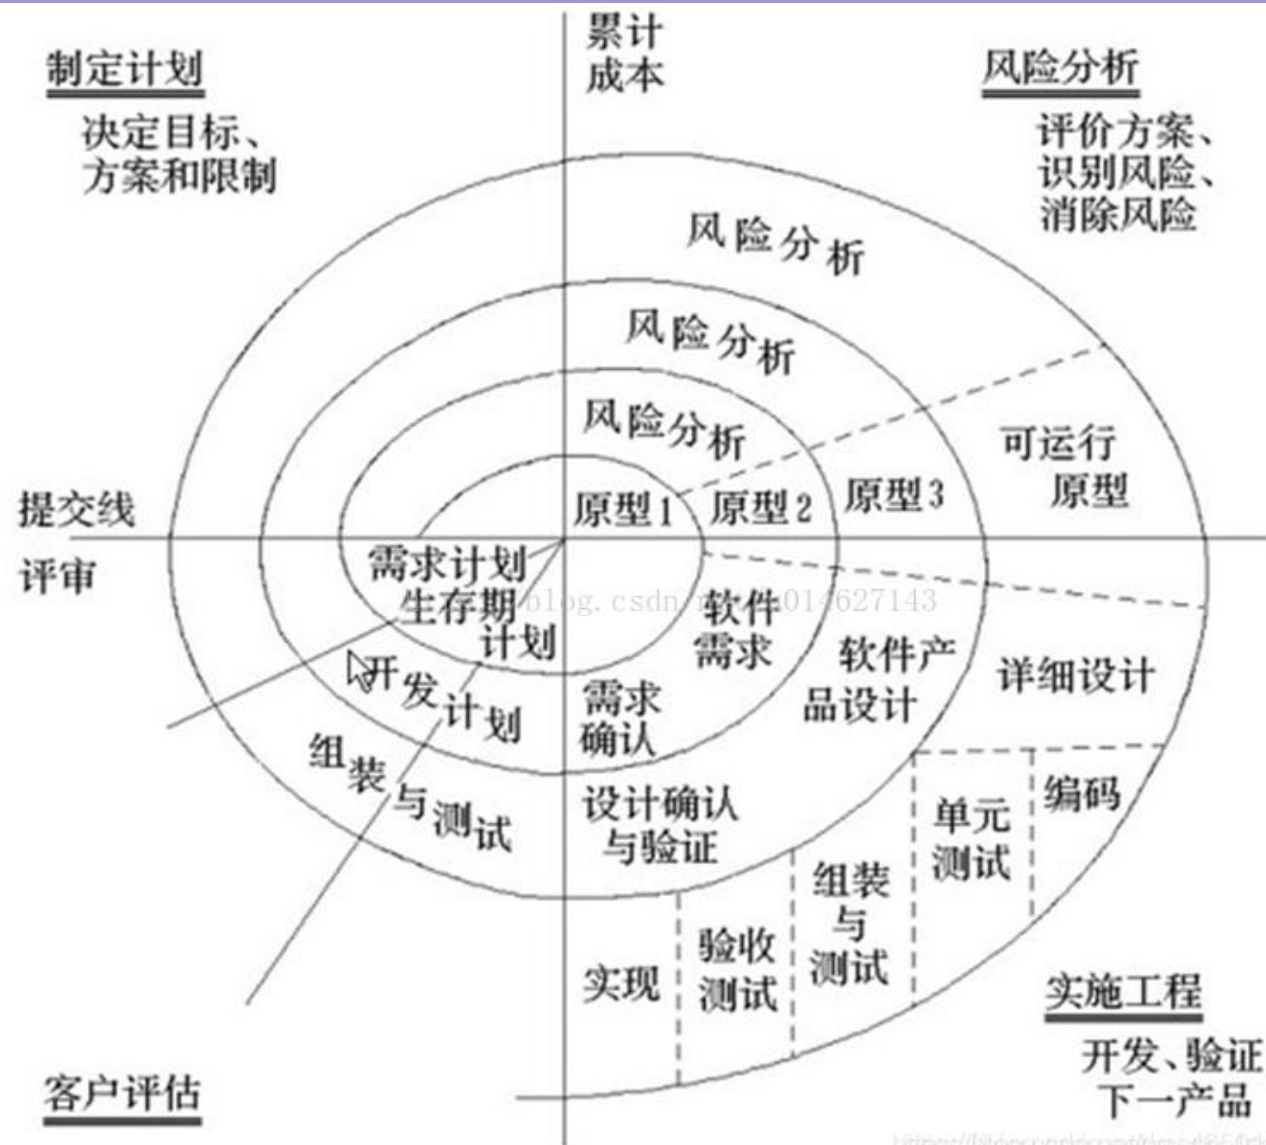 累计
成本
制定计划
决定目标、
方案和限制
风险分析
评价方案、
识别风险、
消除风险
风险分析
风险分析
风险分析
可运行
原型
原型1
原型2
原型3
提交线
评审
需求计划
生存期
计划
blog.csdn
014627143
软件
需求
软件产
品设计
详细设计
开发计划
需求
确认
组装与测试
设计确认
与验证
编码
单元
测试
组装
与
测试
验收
测试
实现
实施工程
开发、验证
下一产品
客户评估